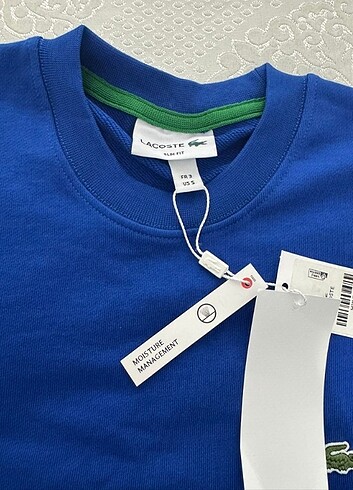 LACOSTE
SLIM FIT
FR 3
US S
MOISTURE
MANAGEMENT